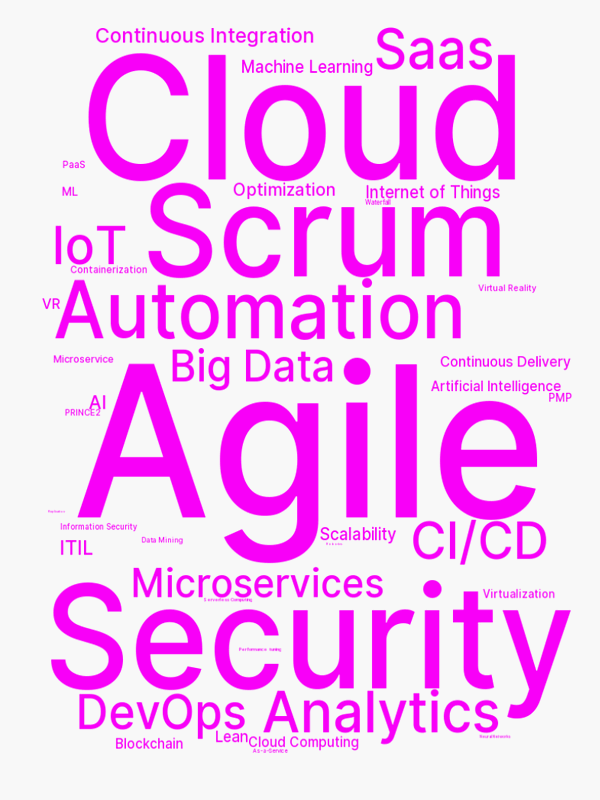 Continuous Integration
Saas
Machine Learning
Cloud
PaaS
ML
Optimization
Internet of Things
Waterfall
Scrum
IoT
Containerization
Virtual Reality
VR
Automation
Big Data
Microservice
Continuous Delivery
Artificial Intelligence
PMP
AI
PRINCE2
Agile
Information Security
Scalability
CI/CD
Data Mining
ITIL
Microservices
Virtualization
Security
DevOps
Analytics
Lean
Blockchain
Cloud Computing
As-a-Service